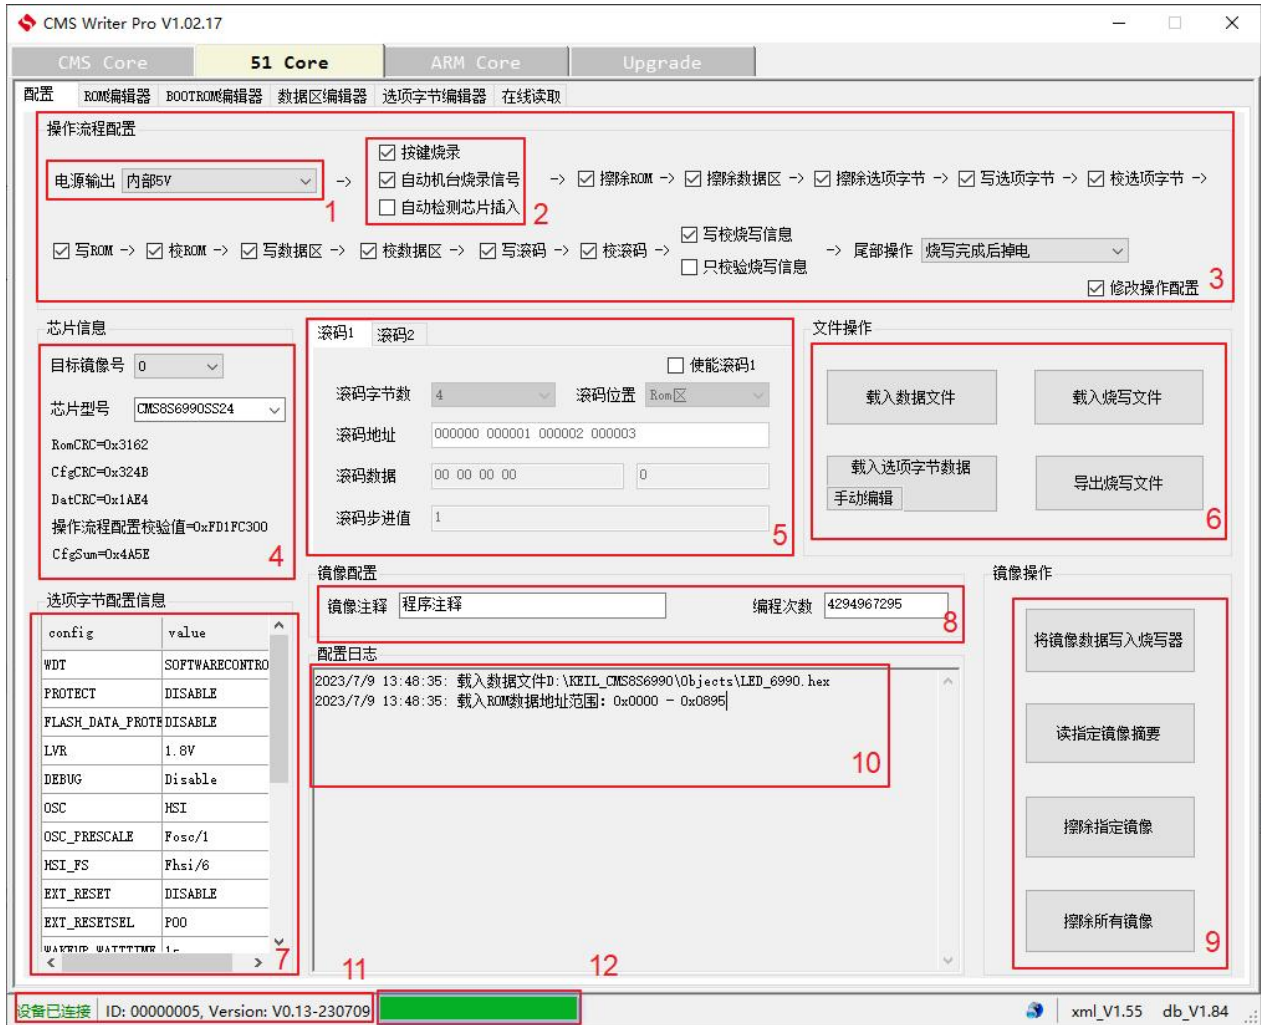 CMS Writer Pro V1.02.17
CMS Core 51 Core ARM Core Upgrade
配置 ROM编辑器 BOOTROM编辑器 数据区编辑器 选项字节编辑器 在线读取
操作流程配置
电源输出 内部5V -> 1
按键烧录
自动机台烧录信号
自动检测芯片插入 2
-> 擦除ROM -> 擦除数据区 -> 擦除选项字节 -> 写选项字节 -> 校选项字节 ->
写ROM -> 校ROM -> 写数据区 -> 校数据区 -> 写滚码 -> 校滚码 ->
写校烧写信息
只校验烧写信息
-> 尾部操作 烧写完成后掉电
修改操作配置 3
芯片信息
目标镜像号 0
芯片型号 CMS8S6990SS24
RomCRC=0x3162
CfgCRC=0x324B
DatCRC=0x1AE4
操作流程配置校验值=0xFD1FC300
CfgSum=0x4A5E 4
滚码1 滚码2
使能滚码1
滚码字节数 4 滚码位置 Rom区
滚码地址 000000 000001 000002 000003
滚码数据 00 00 00 00 0
滚码步进值 1 5
文件操作
载入数据文件 载入烧写文件
载入选项字节数据 导出烧写文件
手动编辑 6
选项字节配置信息
config value
WDT SOFTWARECONTRO
PROTECT DISABLE
FLASH_DATA_PROTE DISABLE
LVR 1.8V
DEBUG Disable
OSC HSI
OSC_PRESCALE Fosc/1
HSI_FS Fhsi/6
EXT_RESET DISABLE
EXT_RESETSEL P00
7
镜像配置
镜像注释 程序注释 编程次数 4294967295 8
配置日志
2023/7/9 13:48:35: 载入数据文件D:\KEIL_CMS8S6990\Objects\LED_6990.hex
2023/7/9 13:48:35: 载入ROM数据地址范围: 0x0000 - 0x0895
10
镜像操作
将镜像数据写入烧写器
读指定镜像摘要
擦除指定镜像
擦除所有镜像 9
11 12
设备已连接 ID: 00000005, Version: V0.13-230709 xml_V1.55 db_V1.84